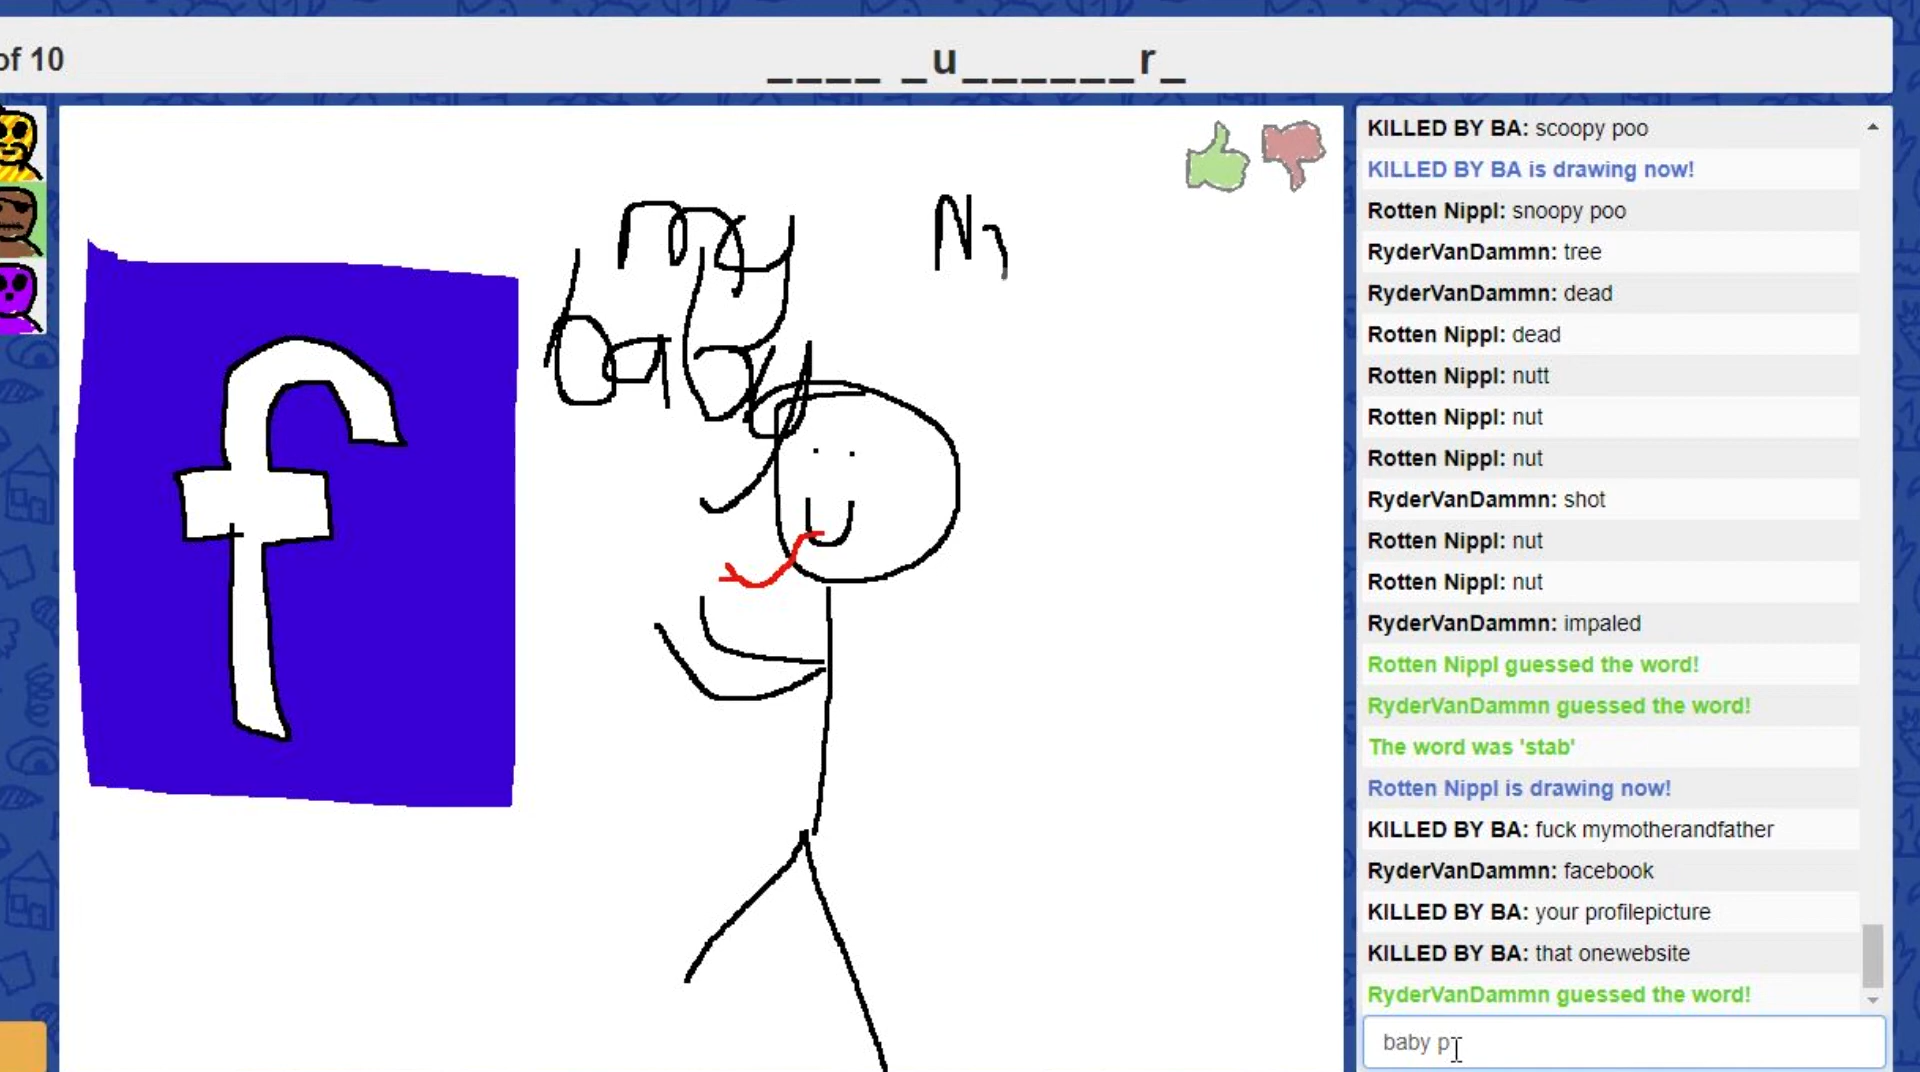 of 10
____ _u______r_
my
baby
f
KILLED BY BA: scoopy poo
KILLED BY BA is drawing now!
Rotten Nippl: snoopy poo
RyderVanDammn: tree
RyderVanDammn: dead
Rotten Nippl: dead
Rotten Nippl: nutt
Rotten Nippl: nut
Rotten Nippl: nut
RyderVanDammn: shot
Rotten Nippl: nut
Rotten Nippl: nut
RyderVanDammn: impaled
Rotten Nippl guessed the word!
RyderVanDammn guessed the word!
The word was 'stab'
Rotten Nippl is drawing now!
KILLED BY BA: fuck mymotherandfather
RyderVanDammn: facebook
KILLED BY BA: your profilepicture
KILLED BY BA: that onewebsite
RyderVanDammn guessed the word!
baby p